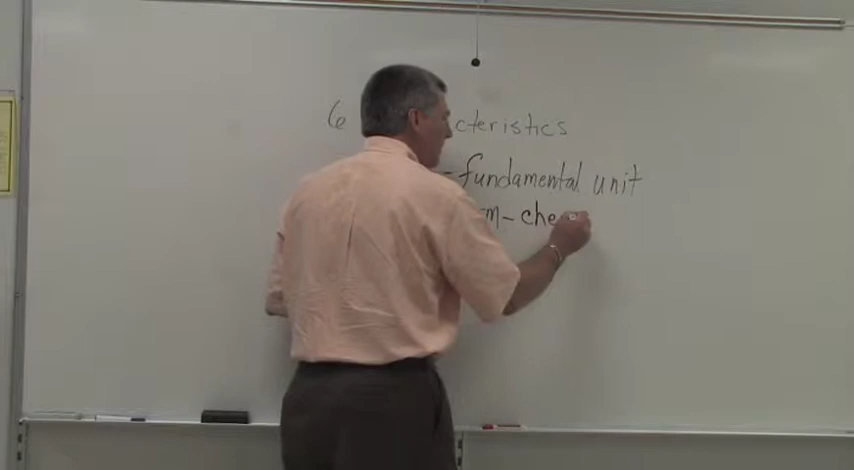 6 cteristics
- fundamental unit
m- che